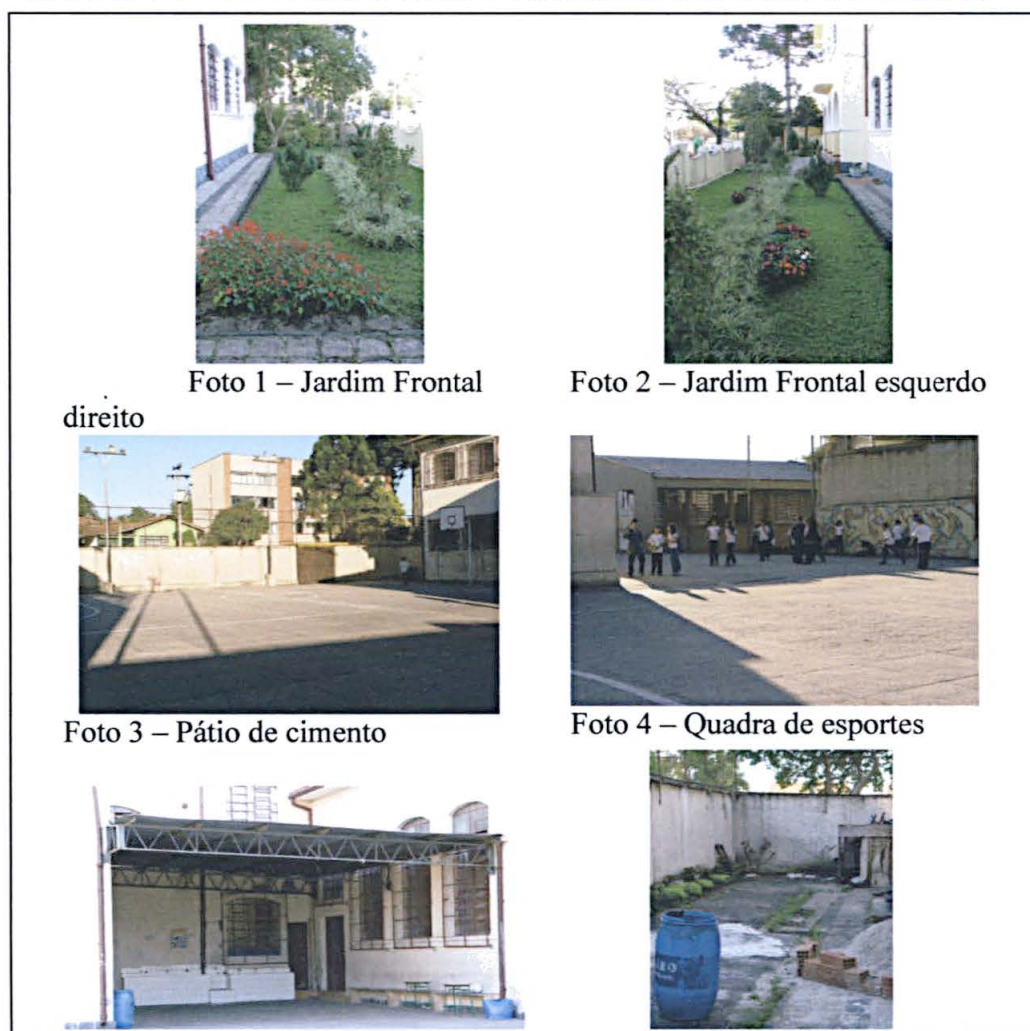 Foto 1 – Jardim Frontal
direito
Foto 2 – Jardim Frontal esquerdo
Foto 3 – Pátio de cimento
Foto 4 – Quadra de esportes